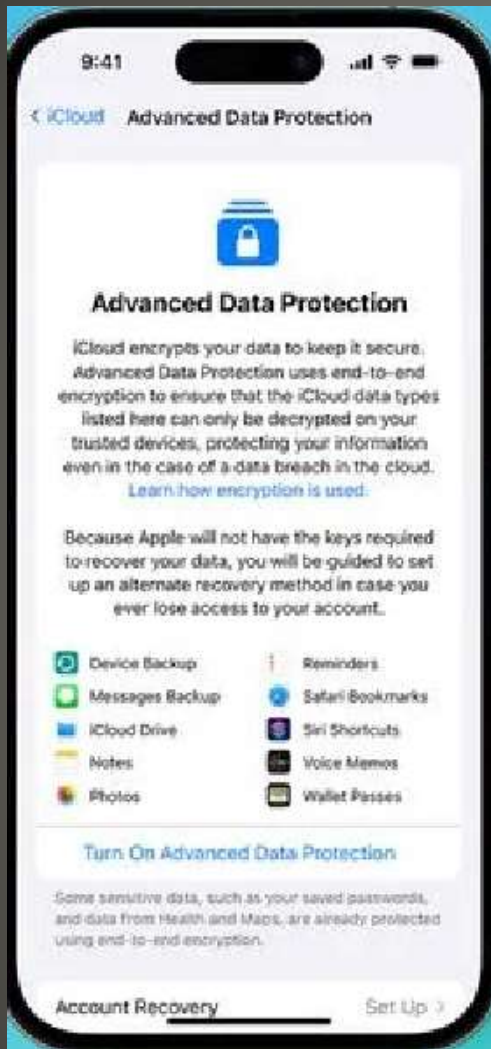 9:41
iCloud Advanced Data Protection
Advanced Data Protection
iCloud encrypts your data to keep it secure.
Advanced Data Protection uses end-to-end
encryption to ensure that the iCloud data types
listed here can only be decrypted on your
trusted devices, protecting your information
even in the case of a data breach in the cloud.
Learn how encryption is used.
Because Apple will not have the keys required
to recover your data, you will be guided to set
up an alternate recovery method in case you
ever lose access to your account.
Device Backup
Messages Backup
iCloud Drive
Notes
Photos
Reminders
Safari Bookmarks
Siri Shortcuts
Voice Memos
Wallet Passes
Turn On Advanced Data Protection
Some sensitive data, such as your saved passwords,
and data from Health and Maps, are already protected
using end-to-end encryption.
Account Recovery Set Up